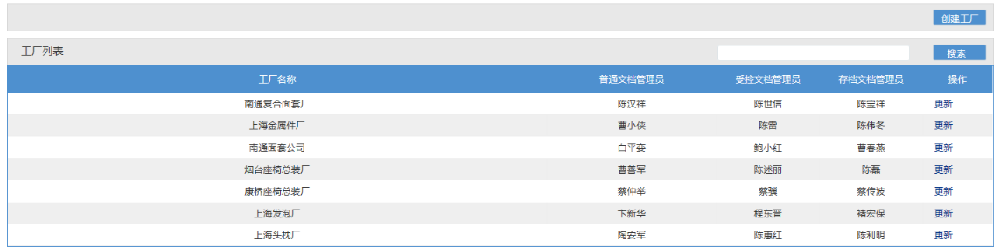 创建工厂
工厂列表 搜索
工厂名称 普通文档管理员 受控文档管理员 存档文档管理员 操作
南通复合面套厂 陈汉祥 陈世信 陈宝祥 更新
上海金属件厂 曹小侠 陈雷 陈伟冬 更新
南通面套公司 白平娈 鲍小红 曹春燕 更新
烟台座椅总装厂 曹善军 陈述丽 陈磊 更新
康桥座椅总装厂 蔡仲举 蔡骥 蔡传波 更新
上海发泡厂 卞新华 程东晋 褚宏保 更新
上海头枕厂 陶安军 陈惠红 陈利明 更新